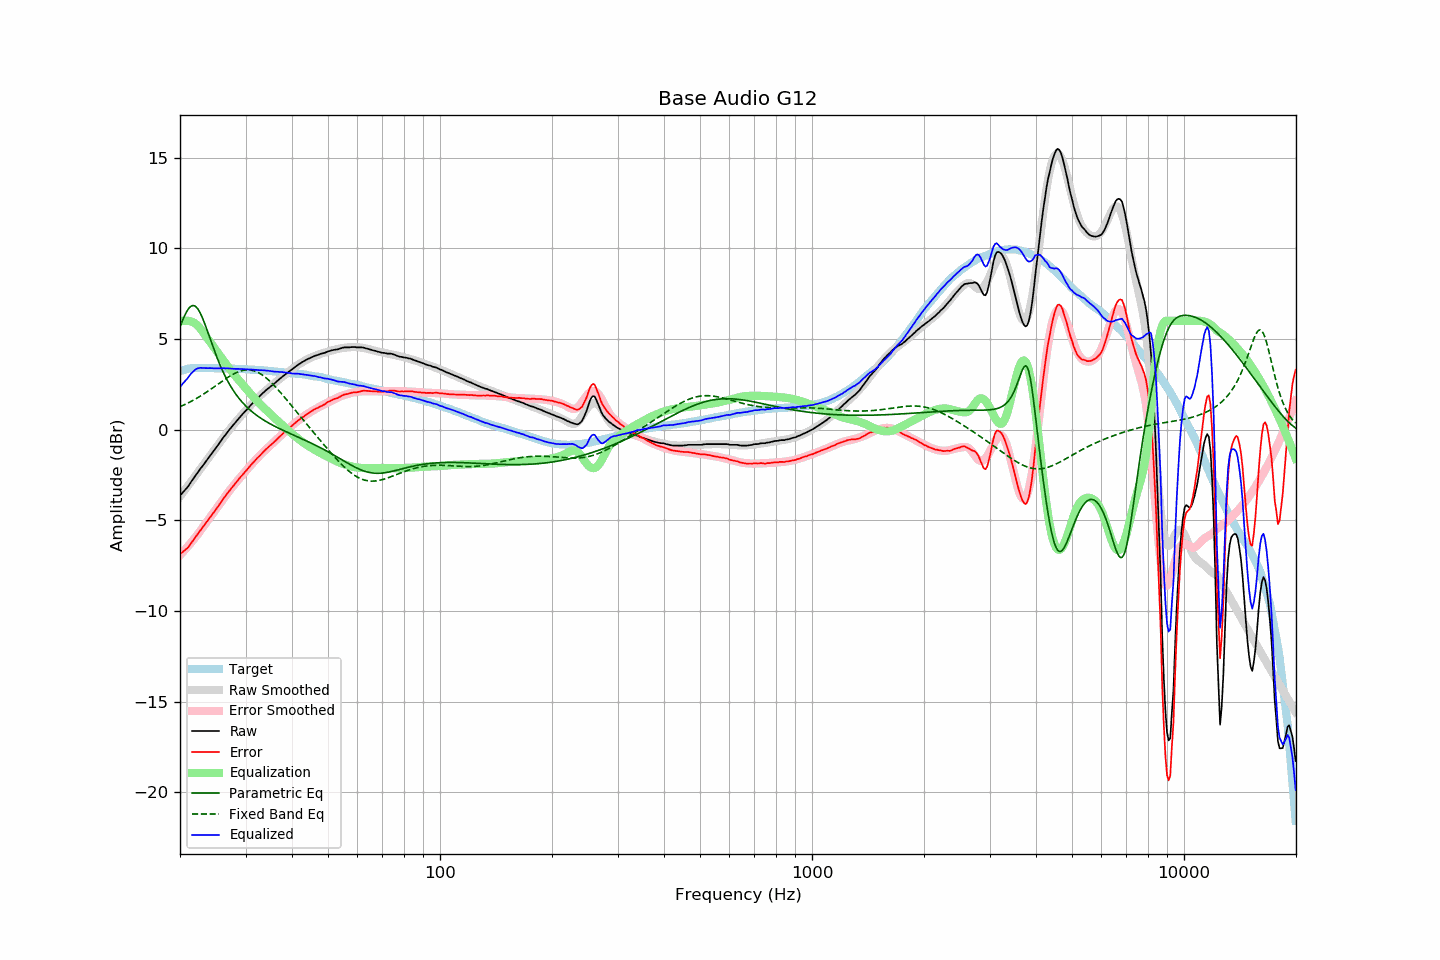 Base Audio G12
Amplitude (dBr)
15
10
5
0
−5
−10
−15
−20
Target
Raw Smoothed
Error Smoothed
Raw
Error
Equalization
Parametric Eq
Fixed Band Eq
Equalized
100 1000 10000
Frequency (Hz)